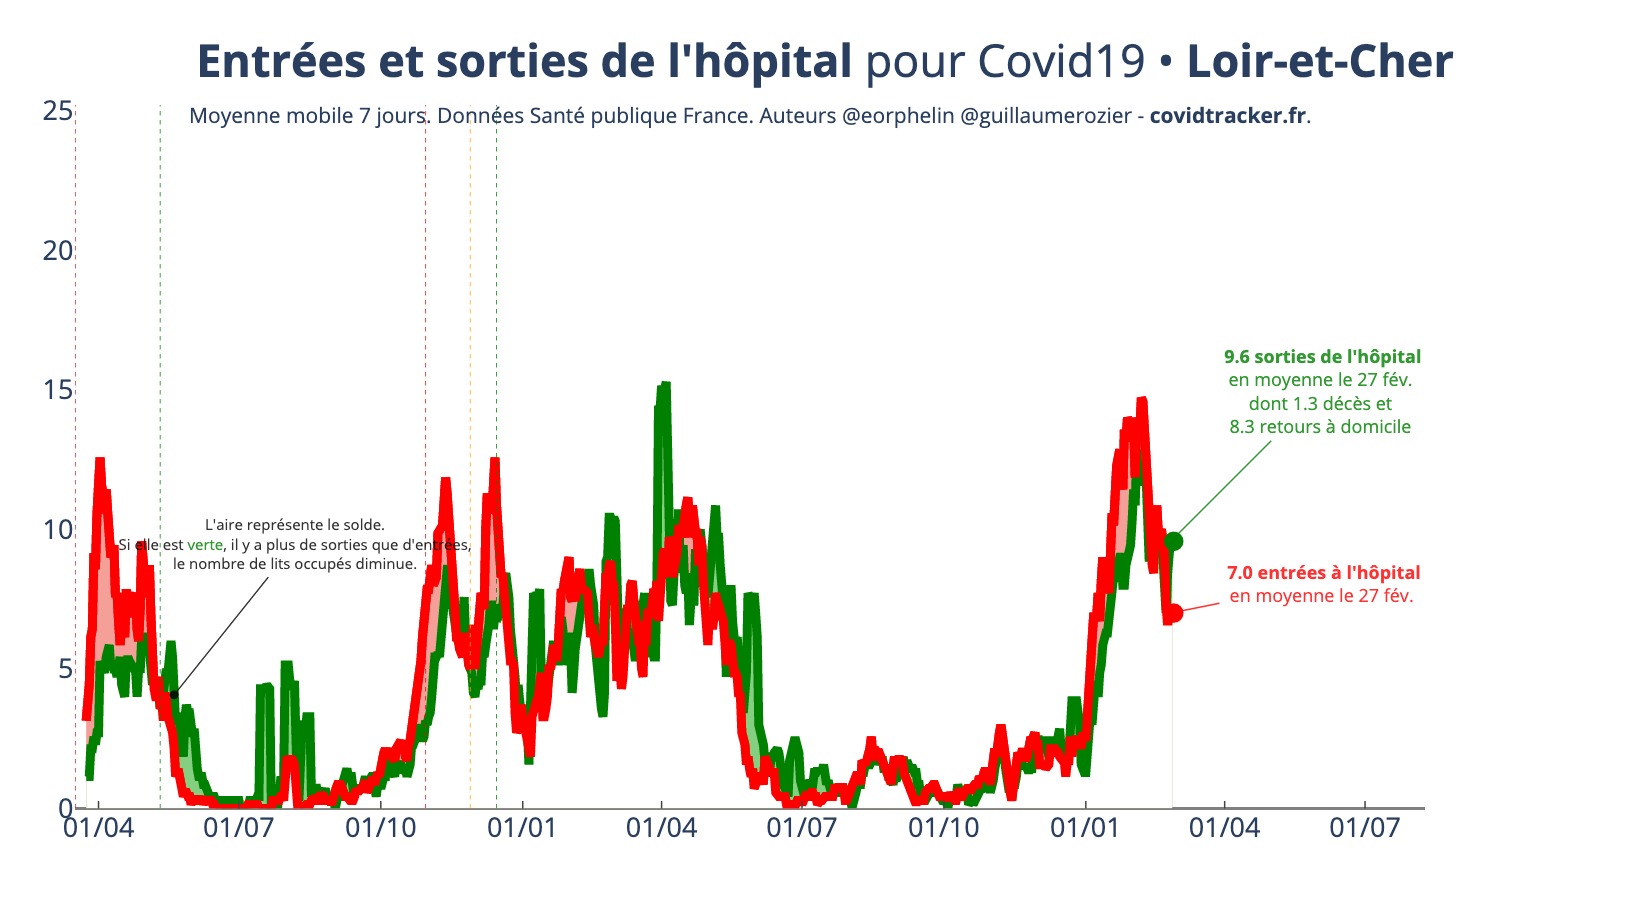 Entrées et sorties de l'hôpital pour Covid19 • Loir-et-Cher
Moyenne mobile 7 jours. Données Santé publique France. Auteurs @eorphelin @guillaumerozier - covidtracker.fr.
25
20
15
10
5
0
9.6 sorties de l'hôpital
en moyenne le 27 fév.
dont 1.3 décès et
8.3 retours à domicile
L'aire représente le solde.
Si elle est verte, il y a plus de sorties que d'entrées,
le nombre de lits occupés diminue.
7.0 entrées à l'hôpital
en moyenne le 27 fév.
01/04 01/07 01/10 01/01 01/04 01/07 01/10 01/01 01/04 01/07